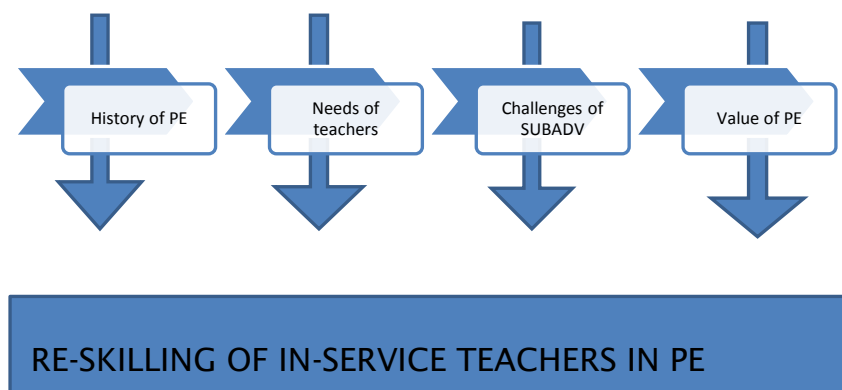 History of PE
Needs of
teachers
Challenges of
SUBADV
Value of PE
RE-SKILLING OF IN-SERVICE TEACHERS IN PE